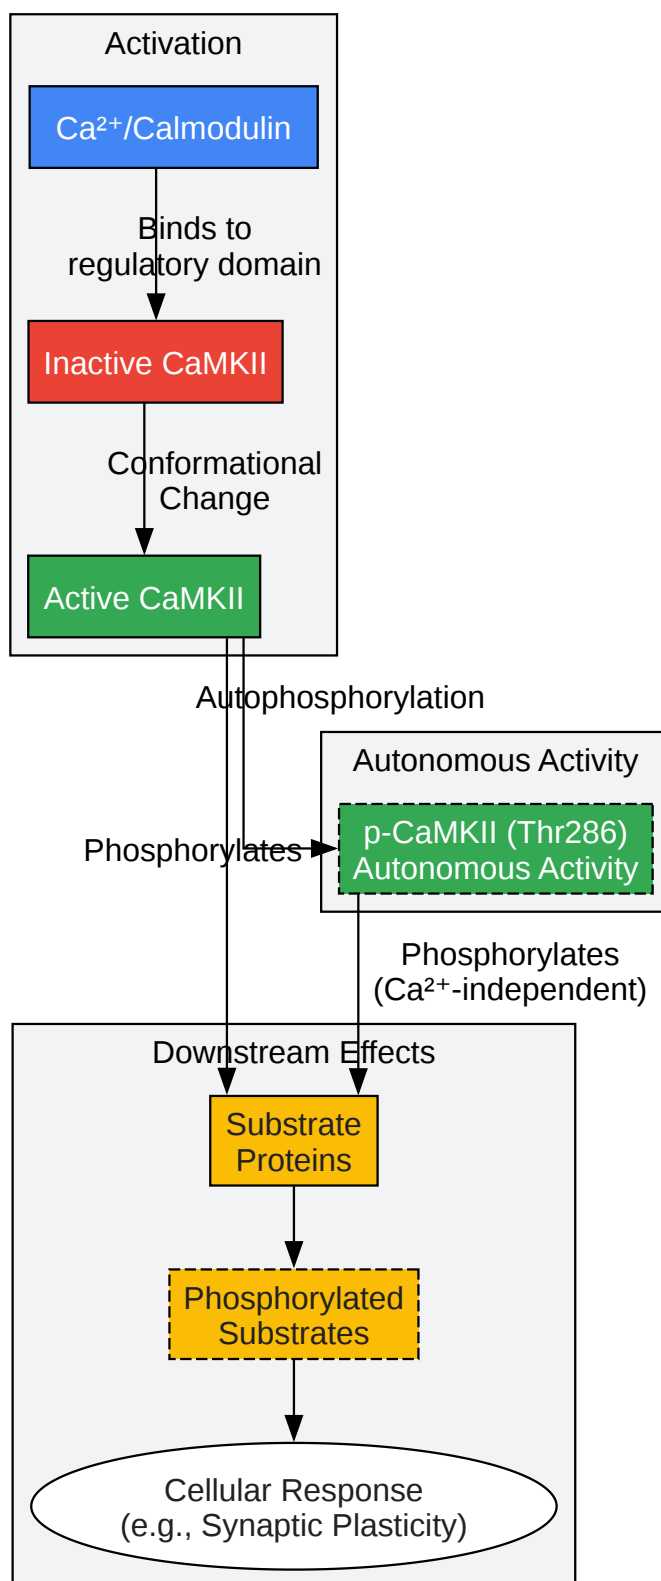 Activation
Ca²⁺/Calmodulin
Binds to
regulatory domain
Inactive CaMKII
Conformational
Change
Active CaMKII
Autophosphorylation
Autonomous Activity
p-CaMKII (Thr286)
Autonomous Activity
Phosphorylates
Phosphorylates
(Ca²⁺-independent)
Downstream Effects
Substrate
Proteins
Phosphorylated
Substrates
Cellular Response
(e.g., Synaptic Plasticity)